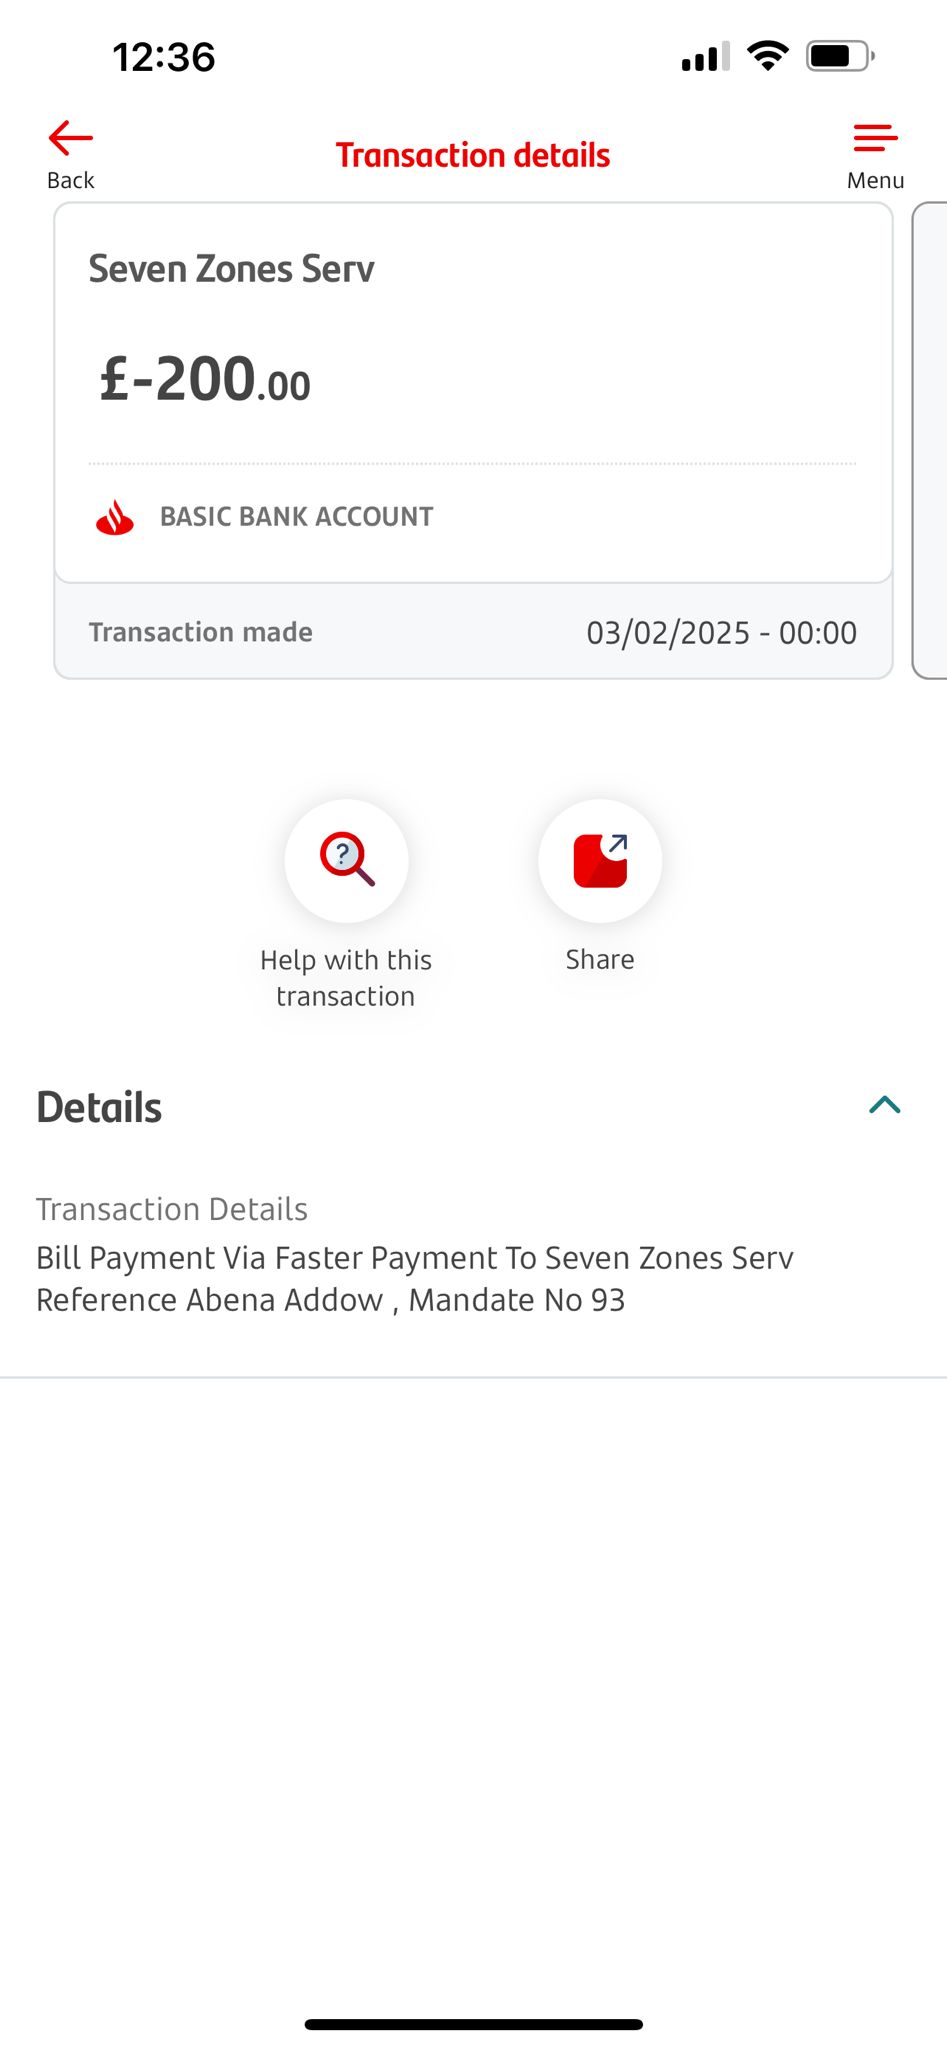 12:36
Back
Transaction details
Menu
Seven Zones Serv
£-200.00
BASIC BANK ACCOUNT
Transaction made 03/02/2025 - 00:00
?
Help with this
transaction
Share
Details
Transaction Details
Bill Payment Via Faster Payment To Seven Zones Serv
Reference Abena Addow , Mandate No 93